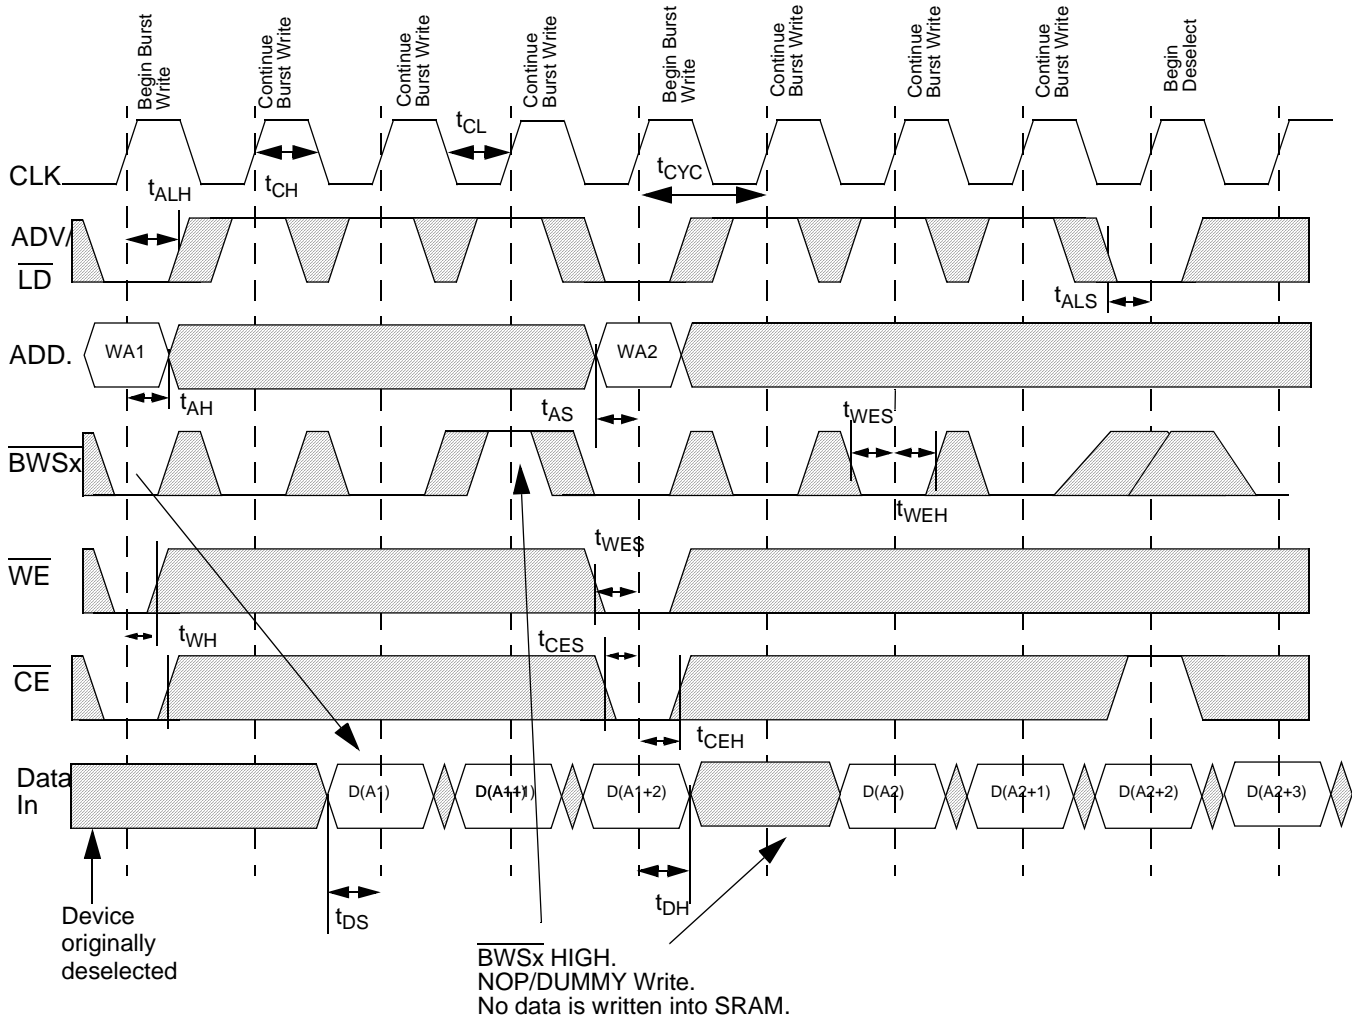 Begin Burst
Write
Continue
Burst Write
Continue
Burst Write
Continue
Burst Write
Begin Burst
Write
Continue
Burst Write
Continue
Burst Write
Continue
Burst Write
Begin
Deselect
CLK
tALH
tCH
tCL
tCYC
ADV/
LD
tALS
ADD.
WA1
WA2
tAH
tAS
BWSx
tWES
tWEH
WE
tWES
tWH
CE
tCES
tCEH
Data
In
D(A1)
D(A1+2)
D(A2)
D(A2+1)
D(A2+2)
D(A2+3)
tDS
tDH
Device
originally
deselected
BWSx HIGH.
NOP/DUMMY Write.
No data is written into SRAM.